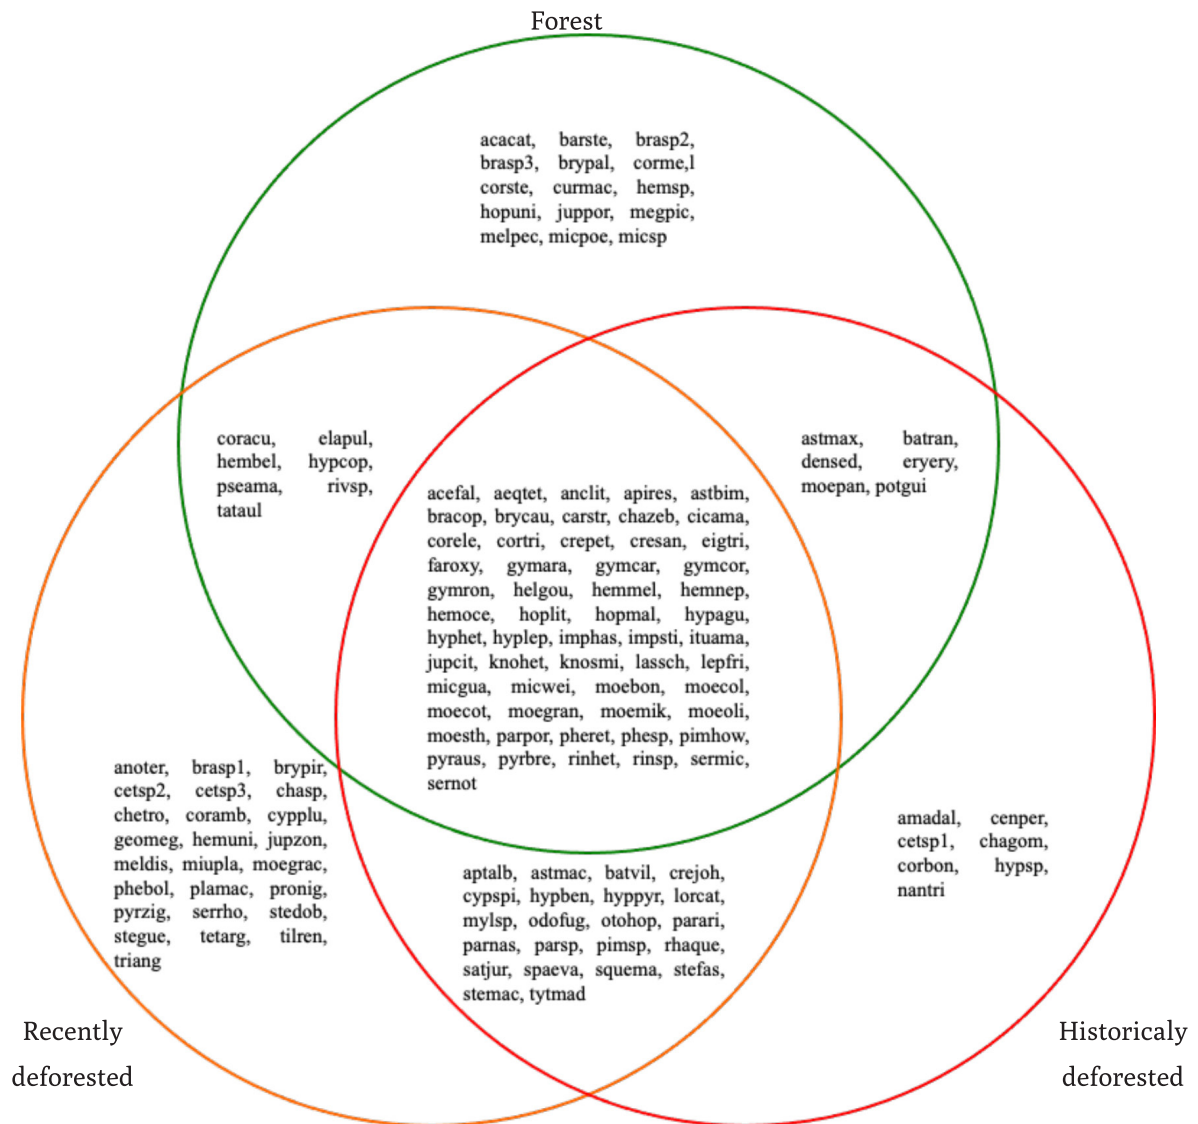 Forest
acacat, barste, brasp2,
brasp3, brypal, corme,l
corste, curmac, hemsp,
hopuni, juppor, megpic,
melpec, micpoe, micsp
coracu, elapul,
hembel, hypcop,
pseama, rivsp,
tataul
astmax, batran,
densed, eryery,
moepan, potgui
acefal, aeqtet, anclit, apires, astbim,
bracop, brycau, carstr, chazeb, cicama,
corele, cortri, crepet, cresan, eigtri,
faroxy, gymara, gymcar, gymcor,
gymron, helgou, hemmel, hemnep,
hemoce, hoplit, hopmal, hypagu,
hyphet, hyplep, imphas, impsti, ituama,
jupcit, knohet, knosmi, lassch, lepfri,
micgua, micwei, moebon, moecol,
moecot, moegran, moemik, moeoli,
moesth, parpor, pheret, phesp, pimhow,
pyraus, pyrbre, rinhet, rinsp, sermic,
sernot
anoter, brasp1, brypir,
cetsp2, cetsp3, chasp,
chetro, coramb, cypplu,
geomeg, hemuni, jupzon,
meldis, miupla, moegrac,
phebol, plamac, pronig,
pyrzig, serrho, stedob,
stegue, tetarg, tilren,
triang
aptalb, astmac, batvil, crejoh,
cypspi, hypben, hyppyr, lorcat,
mylsp, odofug, otohop, parari,
parnas, parsp, pimsp, rhaque,
satjur, spaeva, squema, stefas,
stemac, tytmad
amadal, cenper,
cetsp1, chagom,
corbon, hypsp,
nantri
Recently
deforested
Historicaly
deforested